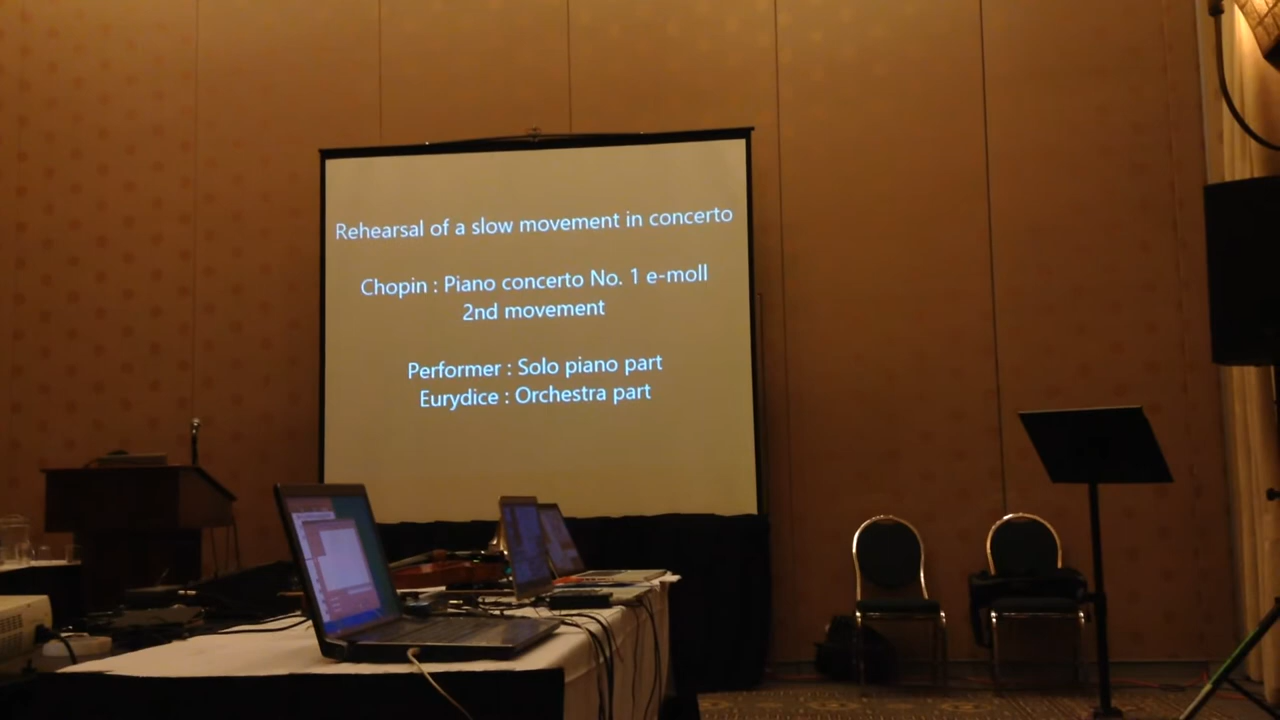 Rehearsal of a slow movement in concerto
Chopin : Piano concerto No. 1 e-moll
2nd movement
Performer : Solo piano part
Eurydice : Orchestra part